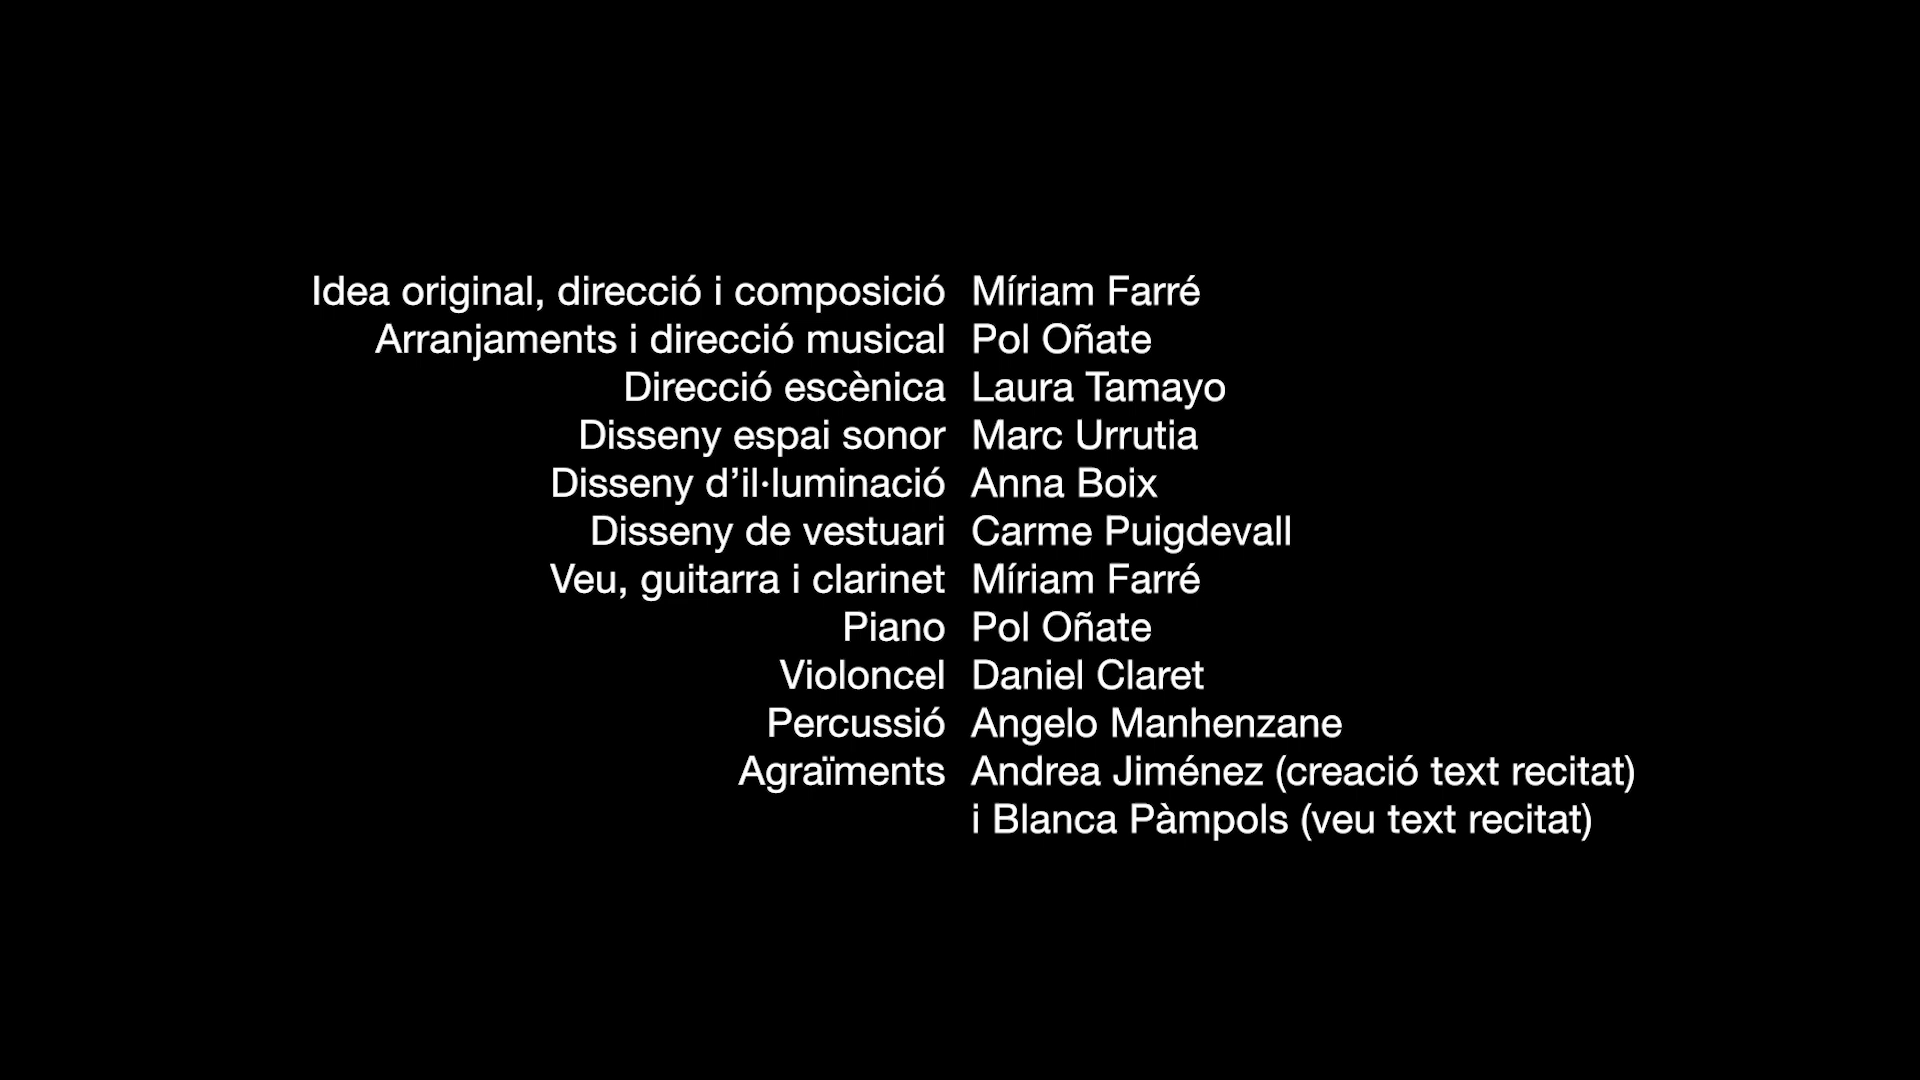 Idea original, direcció i composició Míriam Farré
Arranjaments i direcció musical Pol Oñate
Direcció escènica Laura Tamayo
Disseny espai sonor Marc Urrutia
Disseny d’il·luminació Anna Boix
Disseny de vestuari Carme Puigdevall
Veu, guitarra i clarinet Míriam Farré
Piano Pol Oñate
Violoncel Daniel Claret
Percussió Angelo Manhenzane
Agraïments Andrea Jiménez (creació text recitat)
i Blanca Pàmpols (veu text recitat)